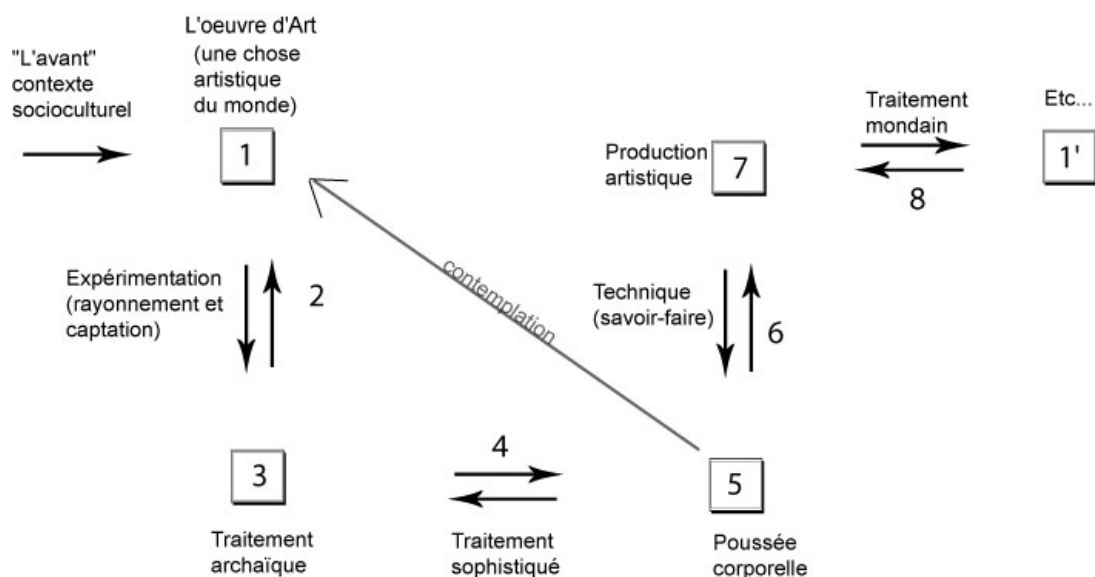 L'oeuvre d'Art
(une chose
artistique
du monde)
"L'avant"
contexte
socioculturel
1
Expérimentation
(rayonnement et
captation)
2
3
Traitement
archaïque
4
Traitement
sophistiqué
contemplation
5
Poussée
corporelle
Technique
(savoir-faire)
6
Production
artistique
7
Traitement
mondain
8
Etc...
1'